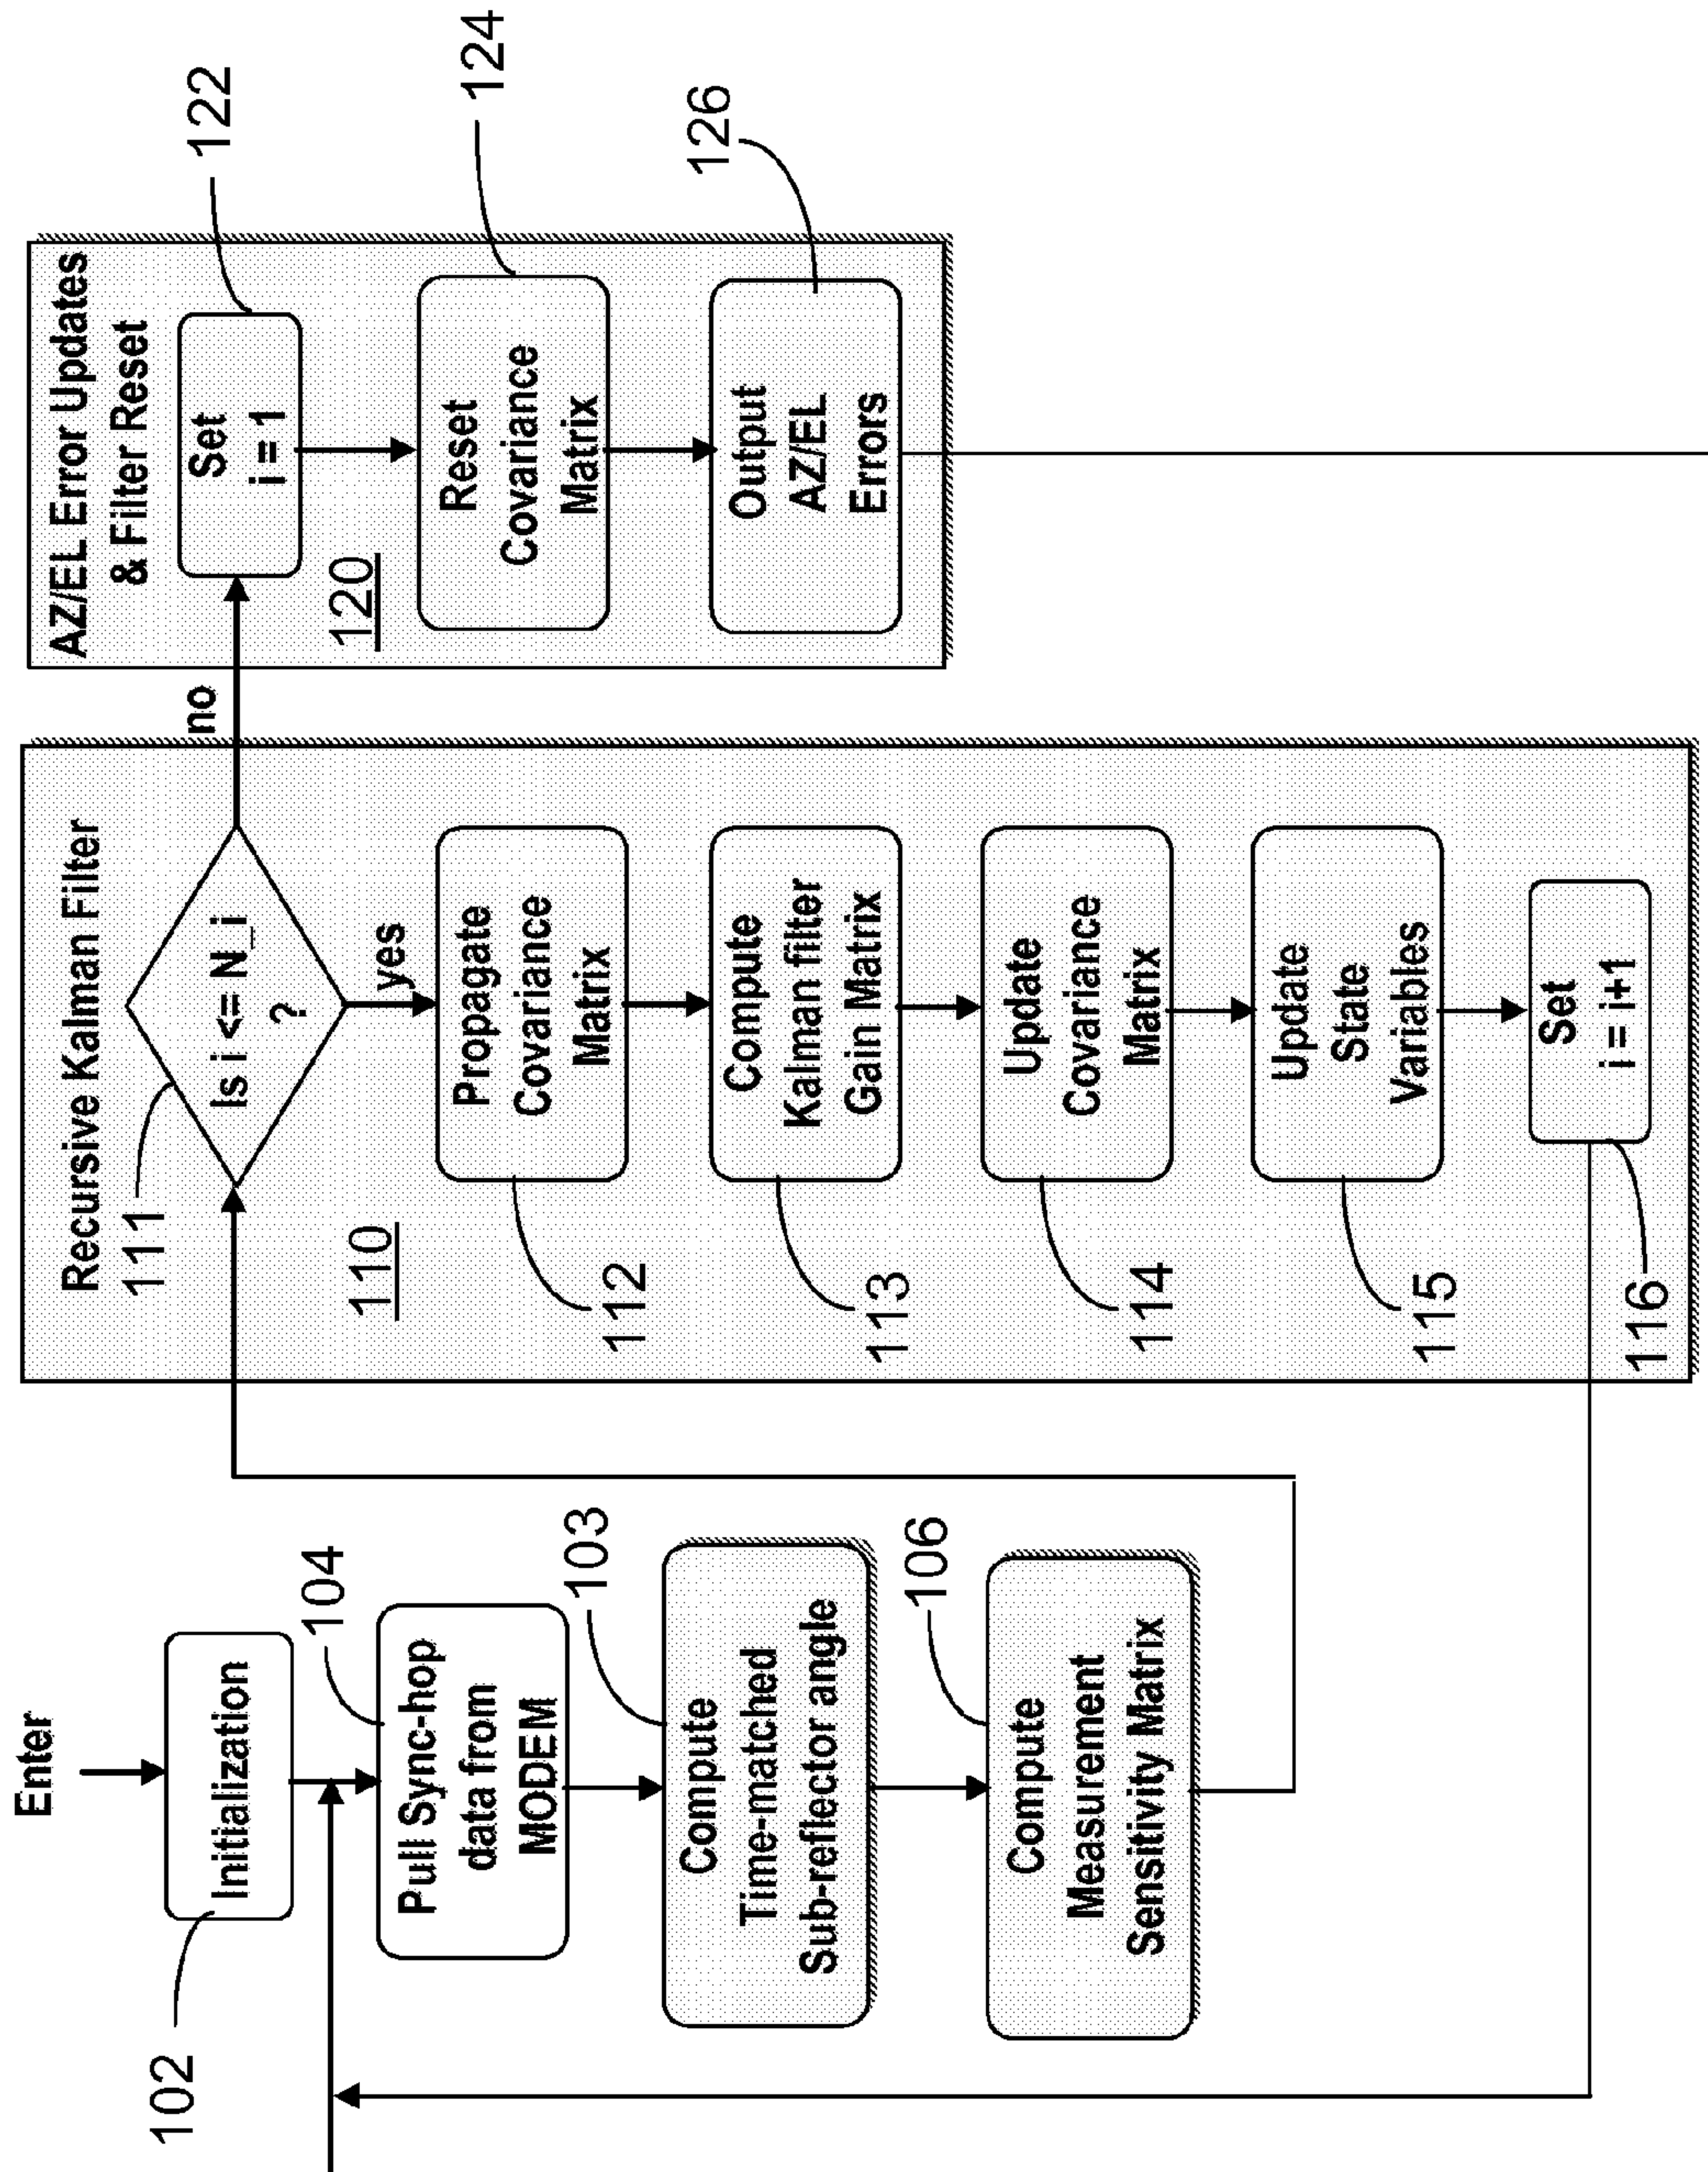 Enter
102
Initialization
104
Pull Sync-hop
data from
MODEM
103
Compute
Time-matched
Sub-reflector angle
106
Compute
Measurement
Sensitivity Matrix
Recursive Kalman Filter
111
Is i <= N_i
?
no
yes
110
112
Propagate
Covariance
Matrix
113
Compute
Kalman filter
Gain Matrix
114
Update
Covariance
Matrix
115
Update
State
Variables
116
Set
i = i+1
AZ/EL Error Updates
& Filter Reset
122
Set
i = 1
120
124
Reset
Covariance
Matrix
126
Output
AZ/EL
Errors